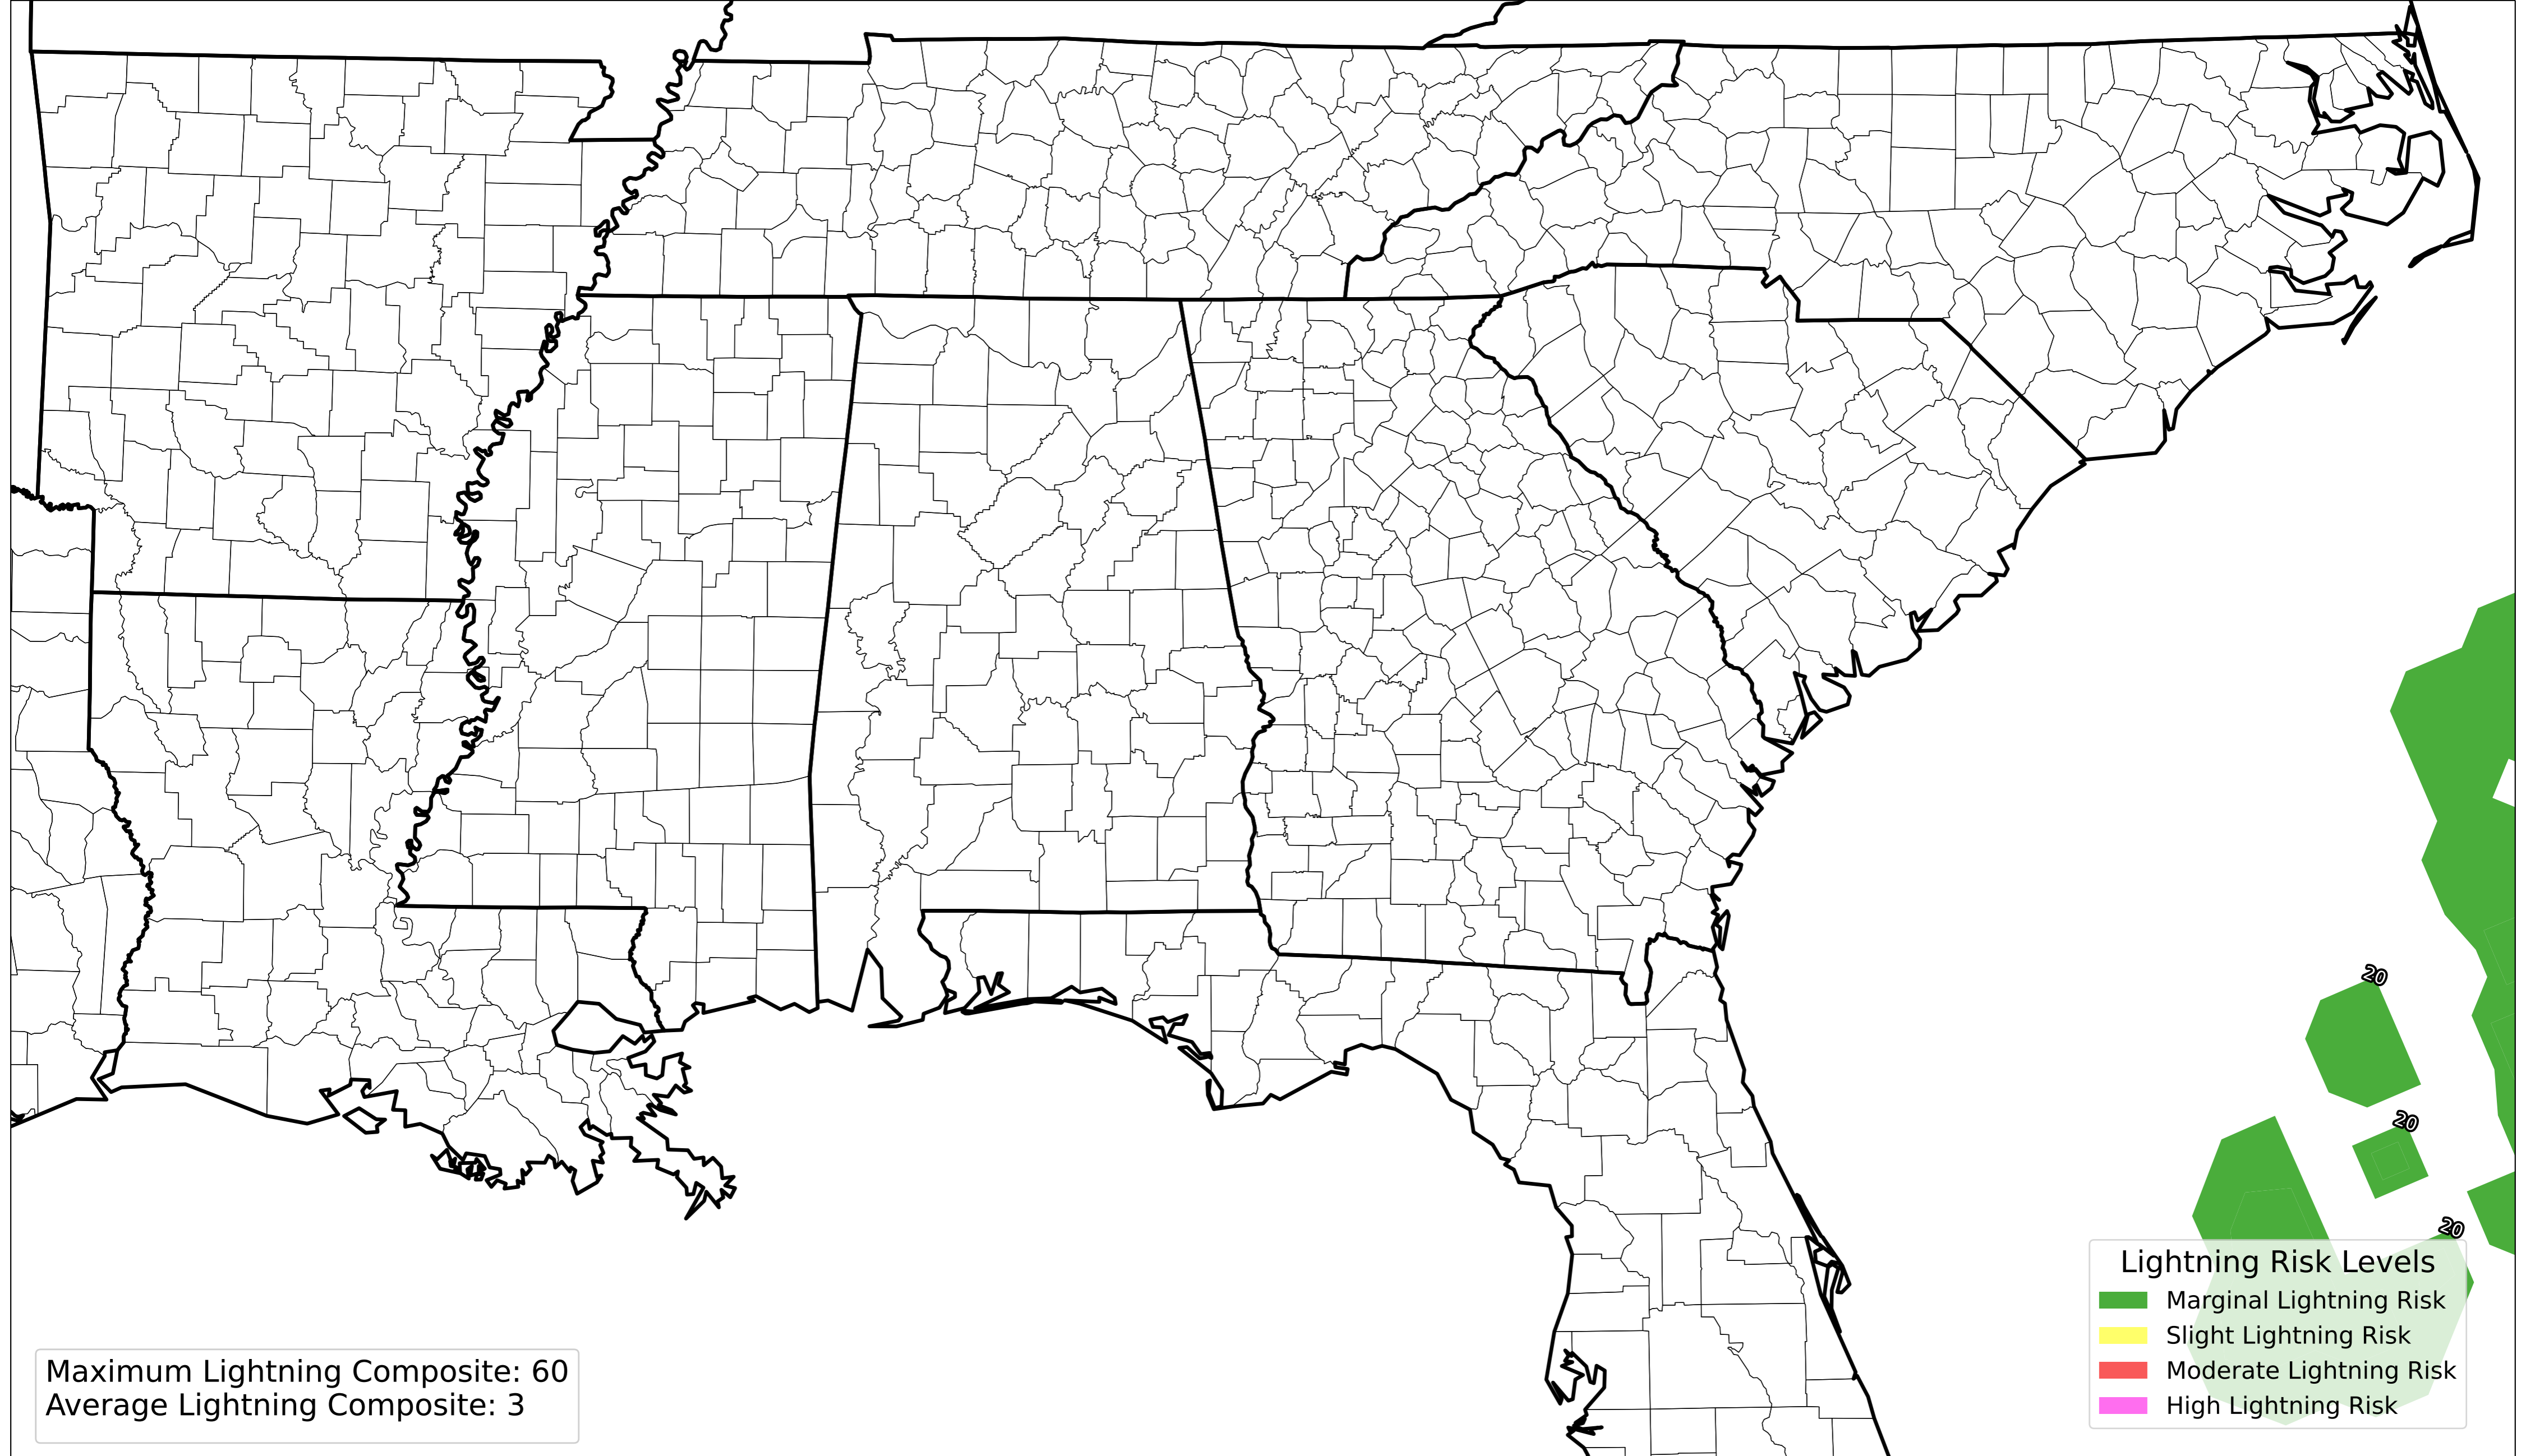 20
20
20
Lightning Risk Levels
Marginal Lightning Risk
Slight Lightning Risk
Moderate Lightning Risk
High Lightning Risk
Maximum Lightning Composite: 60
Average Lightning Composite: 3